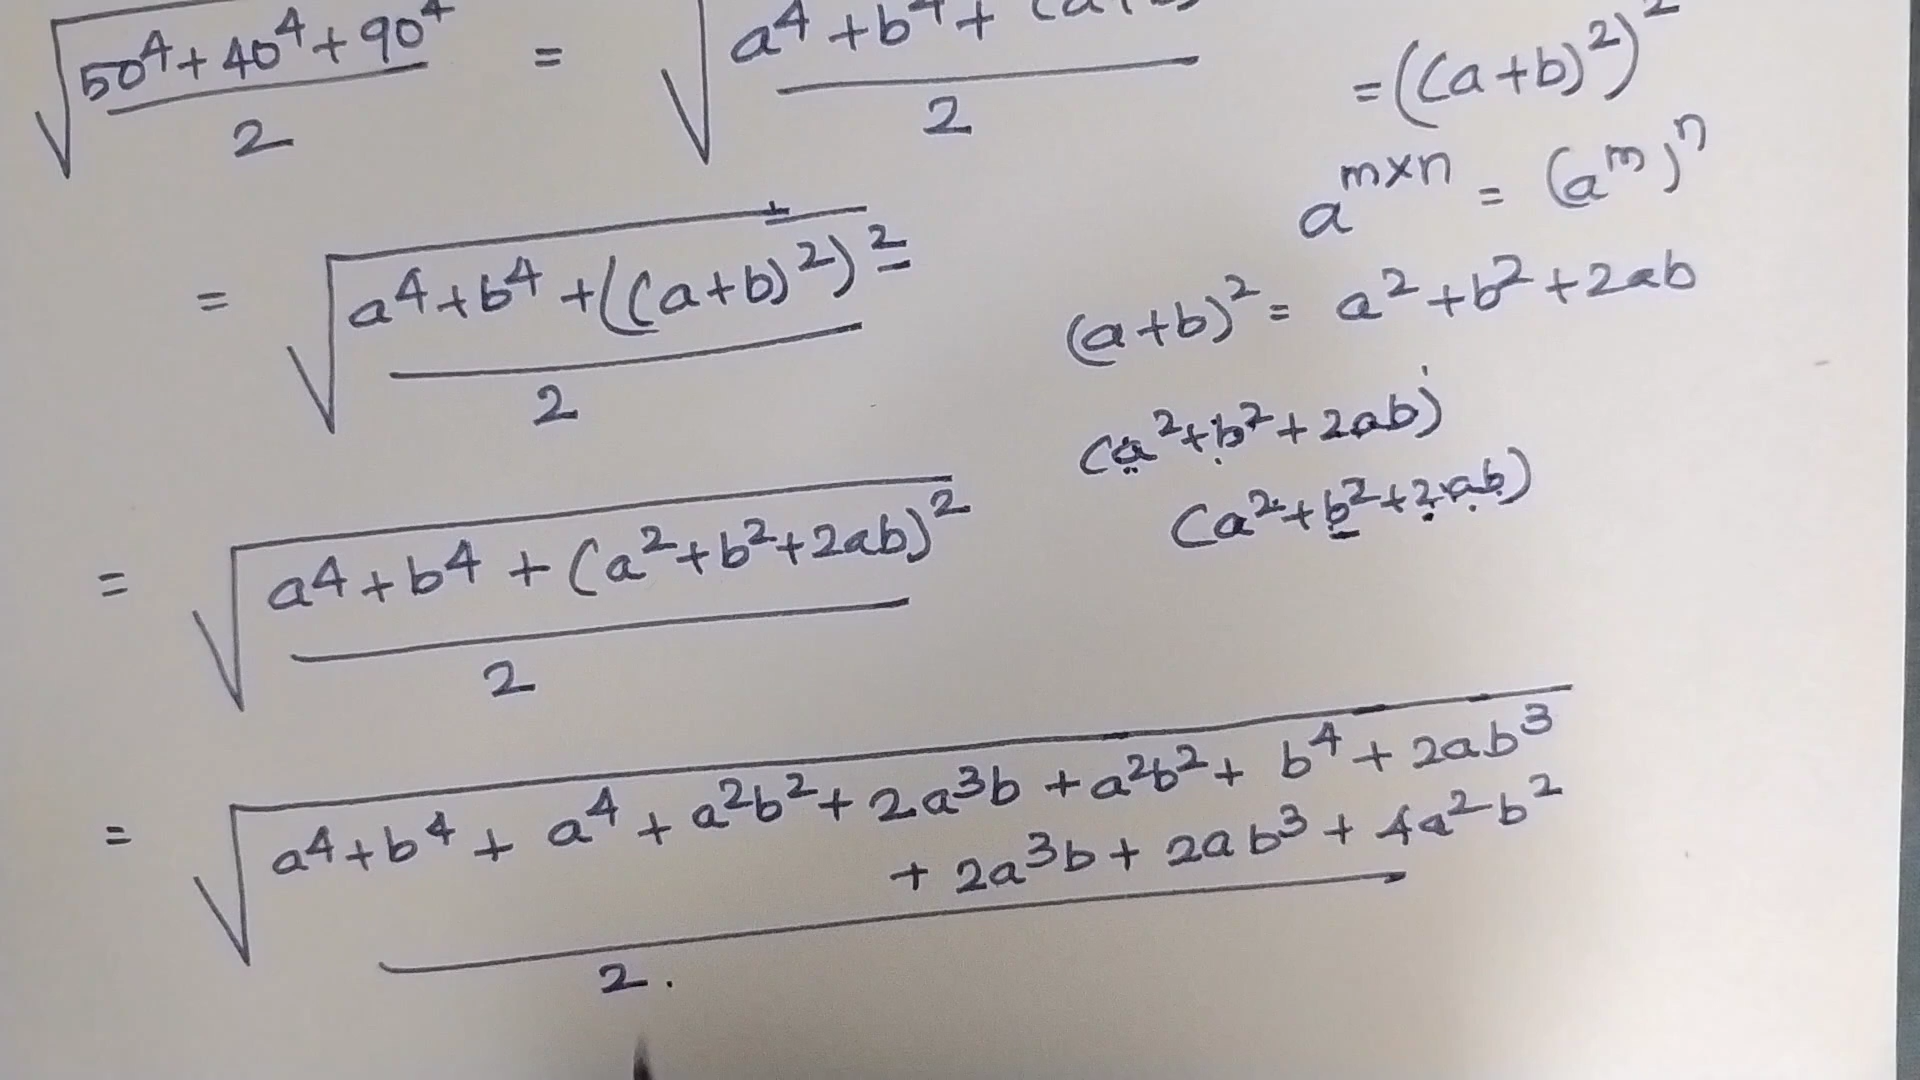 √((50⁴+40⁴+90⁴)/2) = √((a⁴+b⁴+ (a+b)/2)
=((a+b)²)²
a^(m×n) = (a^m)^n
= √((a⁴+b⁴+((a+b)²)²)/2)
(a+b)² = a²+b²+2ab
(a²+b²+2ab)
(a²+b²+2ab)
= √((a⁴+b⁴+(a²+b²+2ab)²)/2)
= √((a⁴+b⁴+a⁴+a²b²+2a³b+a²b²+b⁴+2ab³
+2a³b+2ab³+4a²b²)/2.)